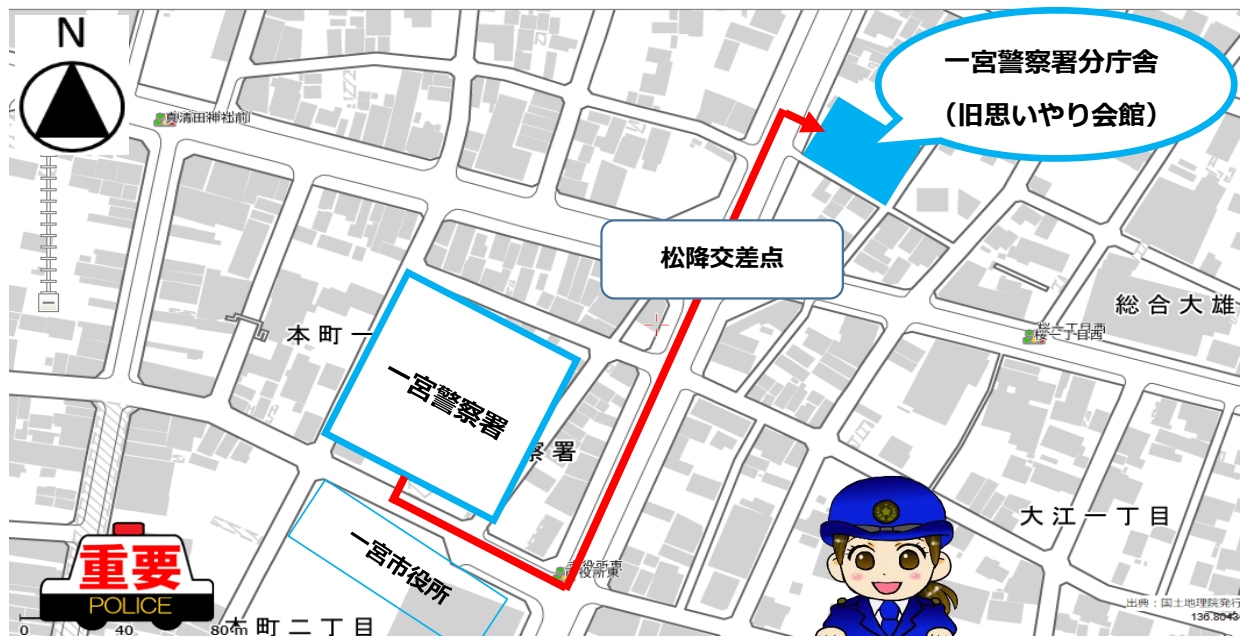 N
一宮警察署分庁舎
（旧思いやり会館）
真清田神社前
松降交差点
総合大雄
桜一丁目西
本町一
一宮警察署
察署
大江一丁目
市役所東
一宮市役所
重要
POLICE
本町二丁目
0 40 80m
出典：国土地理院発行